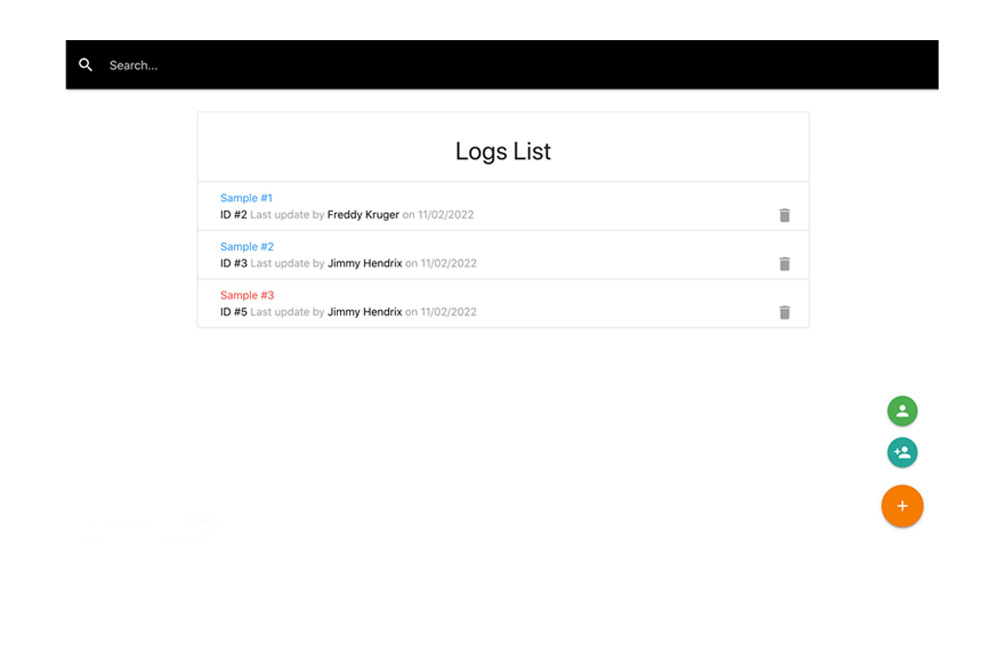 Search...
Logs List
Sample #1
ID #2 Last update by Freddy Kruger on 11/02/2022
Sample #2
ID #3 Last update by Jimmy Hendrix on 11/02/2022
Sample #3
ID #5 Last update by Jimmy Hendrix on 11/02/2022